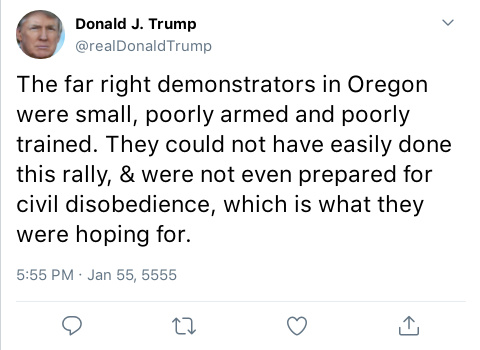 Donald J. Trump
@realDonaldTrump
The far right demonstrators in Oregon
were small, poorly armed and poorly
trained. They could not have easily done
this rally, & were not even prepared for
civil disobedience, which is what they
were hoping for.
5:55 PM · Jan 55, 5555